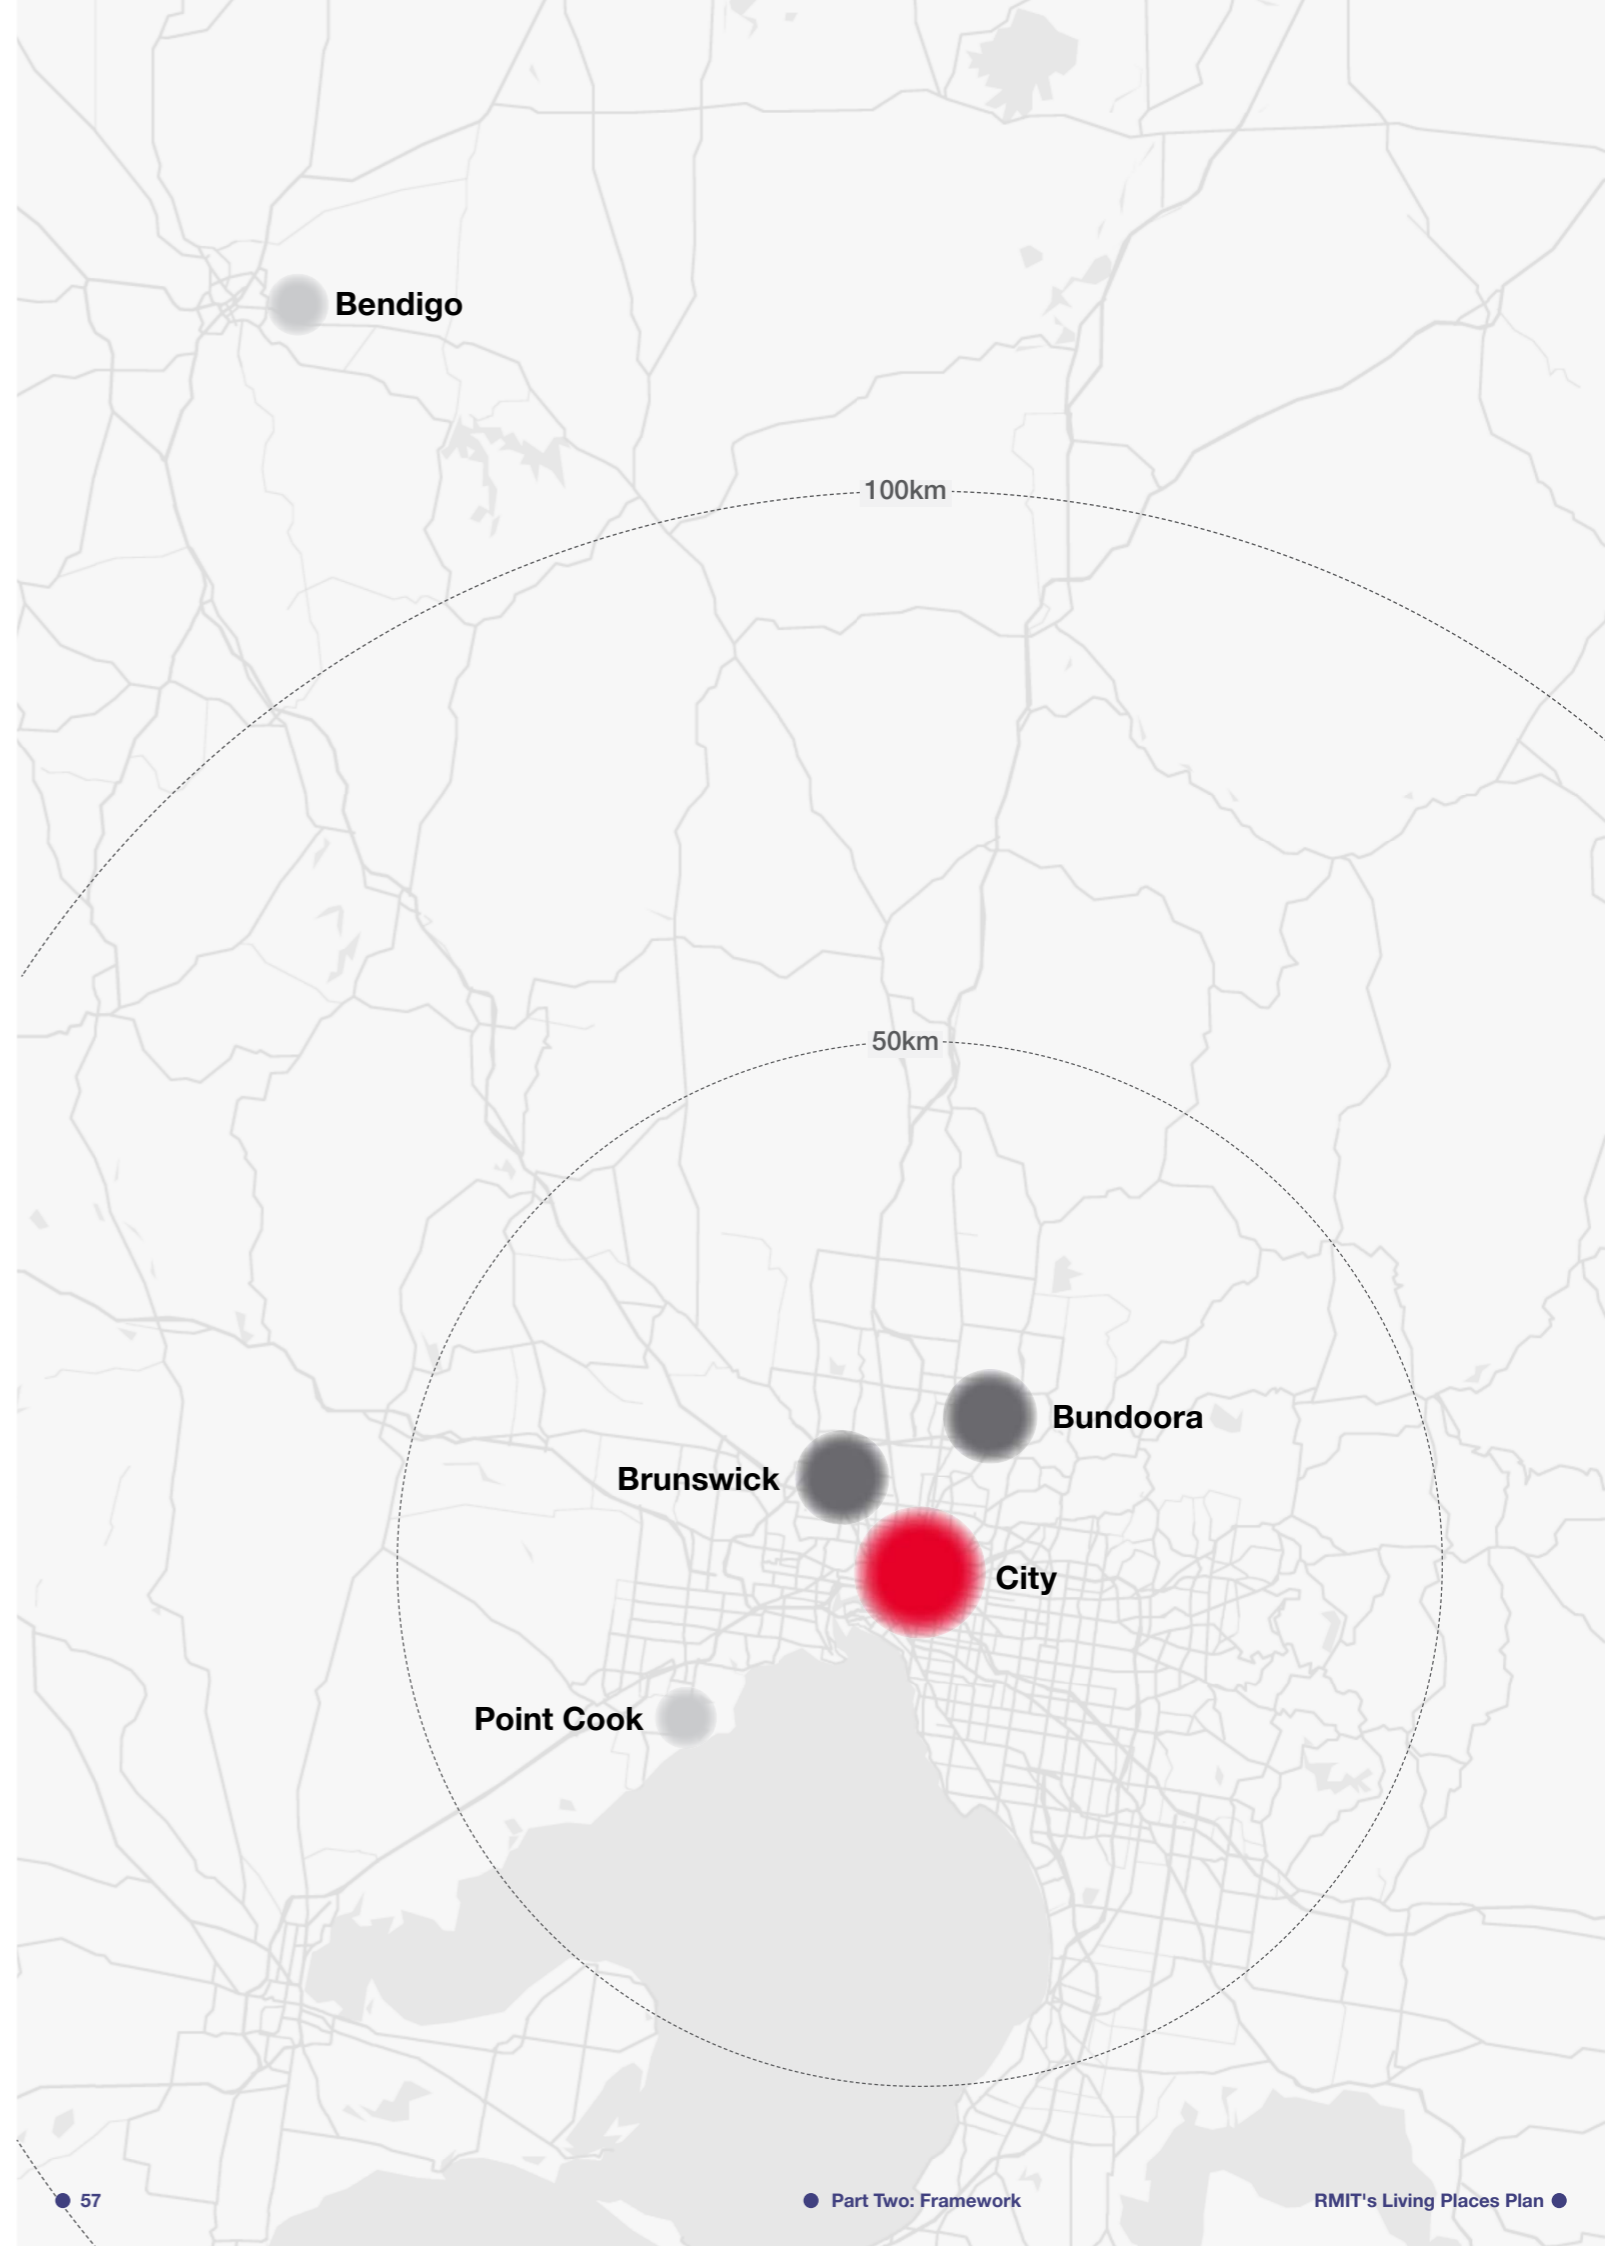 Bendigo
100km
50km
Bundoora
Brunswick
City
Point Cook
57
Part Two: Framework
RMIT's Living Places Plan